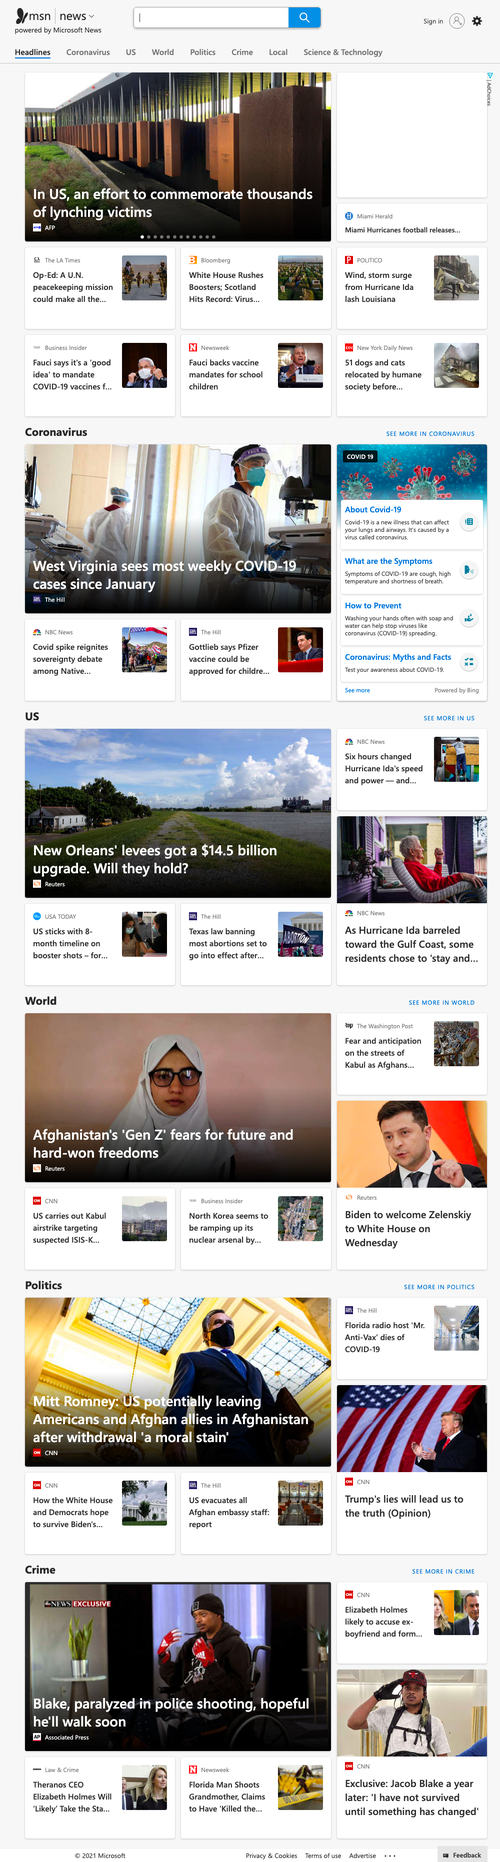 msn news
powered by Microsoft News
Sign in
Headlines Coronavirus US World Politics Crime Local Science & Technology
AdChoices
In US, an effort to commemorate thousands
of lynching victims
AFP
Miami Herald
Miami Hurricanes football releases...
The LA Times
Op-Ed: A U.N.
peacekeeping mission
could make all the...
Bloomberg
White House Rushes
Boosters; Scotland
Hits Record: Virus...
POLITICO
Wind, storm surge
from Hurricane Ida
lash Louisiana
Business Insider
Fauci says it's a 'good
idea' to mandate
COVID-19 vaccines f...
Newsweek
Fauci backs vaccine
mandates for school
children
New York Daily News
51 dogs and cats
relocated by humane
society before...
Coronavirus
SEE MORE IN CORONAVIRUS
West Virginia sees most weekly COVID-19
cases since January
The Hill
COVID 19
About Covid-19
Covid-19 is a new illness that can affect
your lungs and airways. It's caused by a
virus called coronavirus.
What are the Symptoms
Symptoms of COVID-19 are cough, high
temperature and shortness of breath.
How to Prevent
Washing your hands often with soap and
water can help stop viruses like
coronavirus (COVID-19) spreading.
Coronavirus: Myths and Facts
Test your awareness about COVID-19.
See more
Powered by Bing
NBC News
Covid spike reignites
sovereignty debate
among Native...
The Hill
Gottlieb says Pfizer
vaccine could be
approved for childre...
US
SEE MORE IN US
New Orleans' levees got a $14.5 billion
upgrade. Will they hold?
Reuters
NBC News
Six hours changed
Hurricane Ida's speed
and power — and...
USA TODAY
US sticks with 8-
month timeline on
booster shots – for...
The Hill
Texas law banning
most abortions set to
go into effect after...
ABORTION
NBC News
As Hurricane Ida barreled
toward the Gulf Coast, some
residents chose to 'stay and...
World
SEE MORE IN WORLD
Afghanistan's 'Gen Z' fears for future and
hard-won freedoms
Reuters
The Washington Post
Fear and anticipation
on the streets of
Kabul as Afghans...
CNN
US carries out Kabul
airstrike targeting
suspected ISIS-K...
Business Insider
North Korea seems to
be ramping up its
nuclear arsenal by...
Reuters
Biden to welcome Zelenskiy
to White House on
Wednesday
Politics
SEE MORE IN POLITICS
Mitt Romney: US potentially leaving
Americans and Afghan allies in Afghanistan
after withdrawal 'a moral stain'
CNN
The Hill
Florida radio host 'Mr.
Anti-Vax' dies of
COVID-19
CNN
How the White House
and Democrats hope
to survive Biden's...
The Hill
US evacuates all
Afghan embassy staff:
report
CNN
Trump's lies will lead us to
the truth (Opinion)
Crime
SEE MORE IN CRIME
abc NEWS EXCLUSIVE
Blake, paralyzed in police shooting, hopeful
he'll walk soon
Associated Press
CNN
Elizabeth Holmes
likely to accuse ex-
boyfriend and form...
Law & Crime
Theranos CEO
Elizabeth Holmes Will
'Likely' Take the Sta...
Newsweek
Florida Man Shoots
Grandmother, Claims
to Have 'Killed the...
CNN
Exclusive: Jacob Blake a year
later: 'I have not survived
until something has changed'
© 2021 Microsoft
Privacy & Cookies Terms of use Advertise ...
Feedback